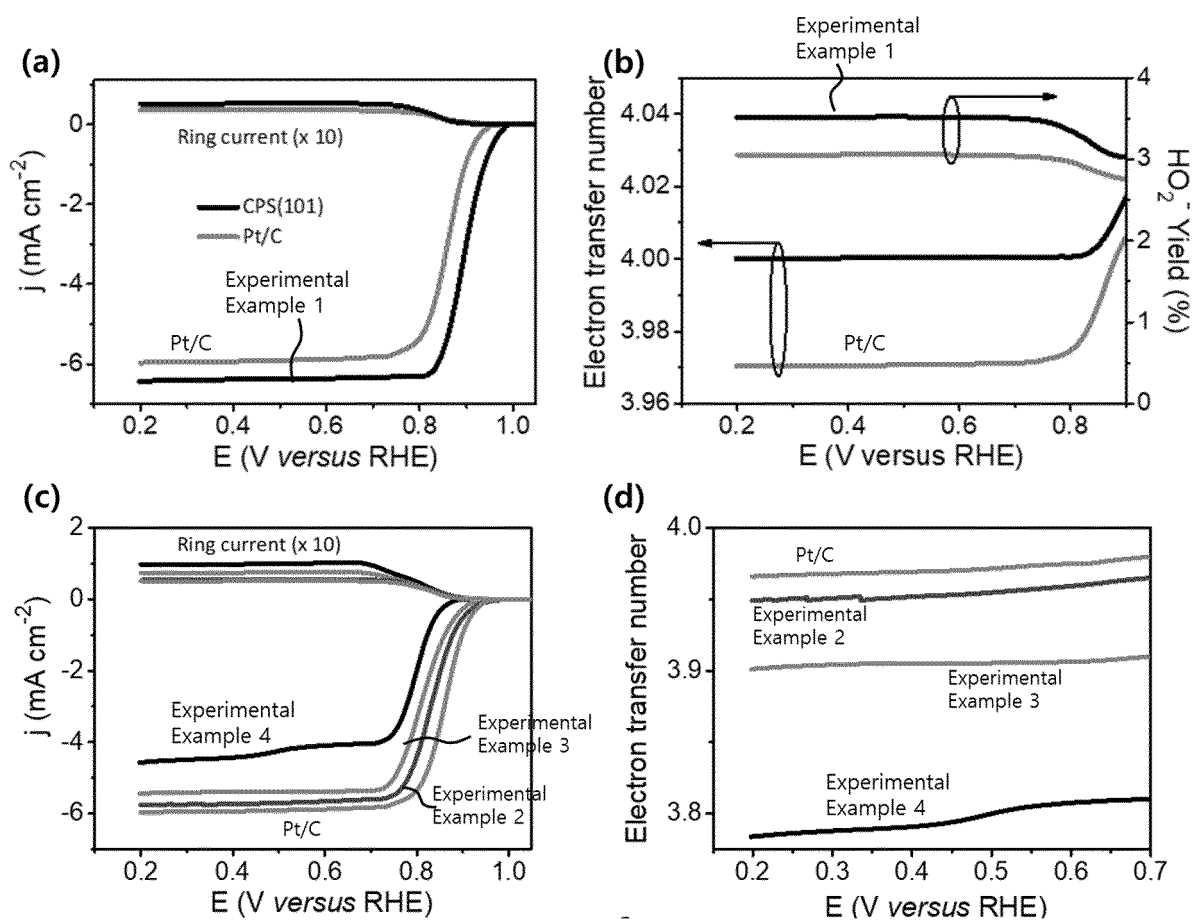 (a)
0
-2
-4
-6
j (mA cm-2)
Ring current (x 10)
CPS(101)
Pt/C
Experimental
Example 1
Pt/C
0.2 0.4 0.6 0.8 1.0
E (V versus RHE)
Experimental
Example 1
(b)
4.04
4.02
4.00
3.98
3.96
Electron transfer number
4
3
2
1
0
HO2- Yield (%)
Pt/C
0.2 0.4 0.6 0.8
E (V versus RHE)
(c)
2
0
-2
-4
-6
j (mA cm-2)
Ring current (x 10)
Experimental
Example 4
Experimental
Example 3
Experimental
Example 2
Pt/C
0.2 0.4 0.6 0.8 1.0
E (V versus RHE)
(d)
4.0
3.9
3.8
Electron transfer number
Pt/C
Experimental
Example 2
Experimental
Example 3
Experimental
Example 4
0.2 0.3 0.4 0.5 0.6 0.7
E (V versus RHE)